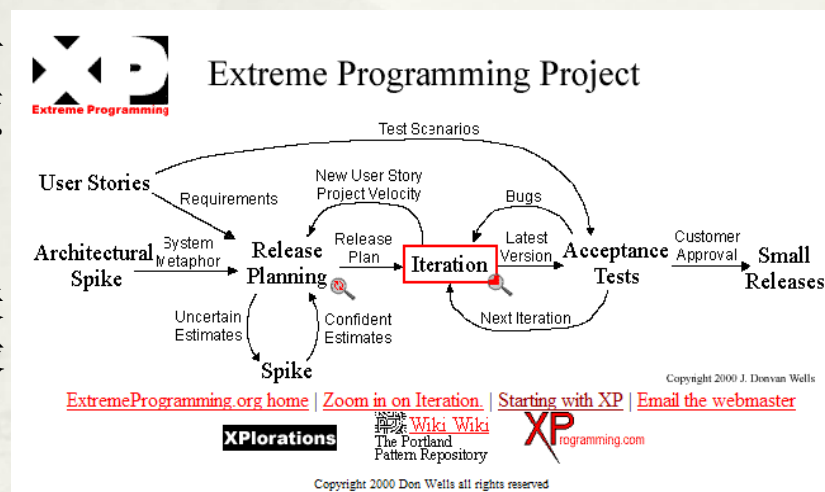 XP
Extreme Programming
Extreme Programming Project
Test Scenarios
User Stories
Requirements
New User Story
Project Velocity
Bugs
Architectural
Spike
System
Metaphor
Release
Planning
Release
Plan
Iteration
Latest
Version
Acceptance
Tests
Customer
Approval
Small
Releases
Uncertain
Estimates
Confident
Estimates
Next Iteration
Spike
Copyright 2000 J. Donvan Wells
ExtremeProgramming.org home | Zoom in on Iteration. | Starting with XP | Email the webmaster
XPlorations
Wiki Wiki
The Portland
Pattern Repository
XProgramming.com
Copyright 2000 Don Wells all rights reserved